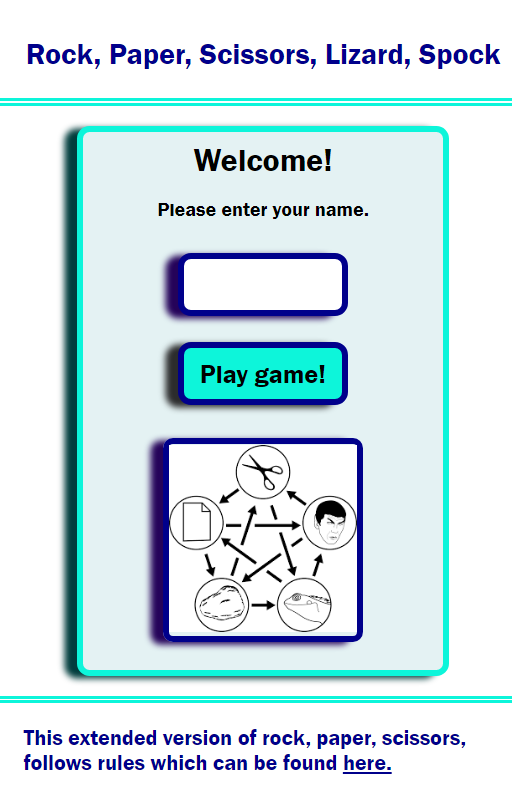 Rock, Paper, Scissors, Lizard, Spock
Welcome!
Please enter your name.
Play game!
This extended version of rock, paper, scissors,
follows rules which can be found here.